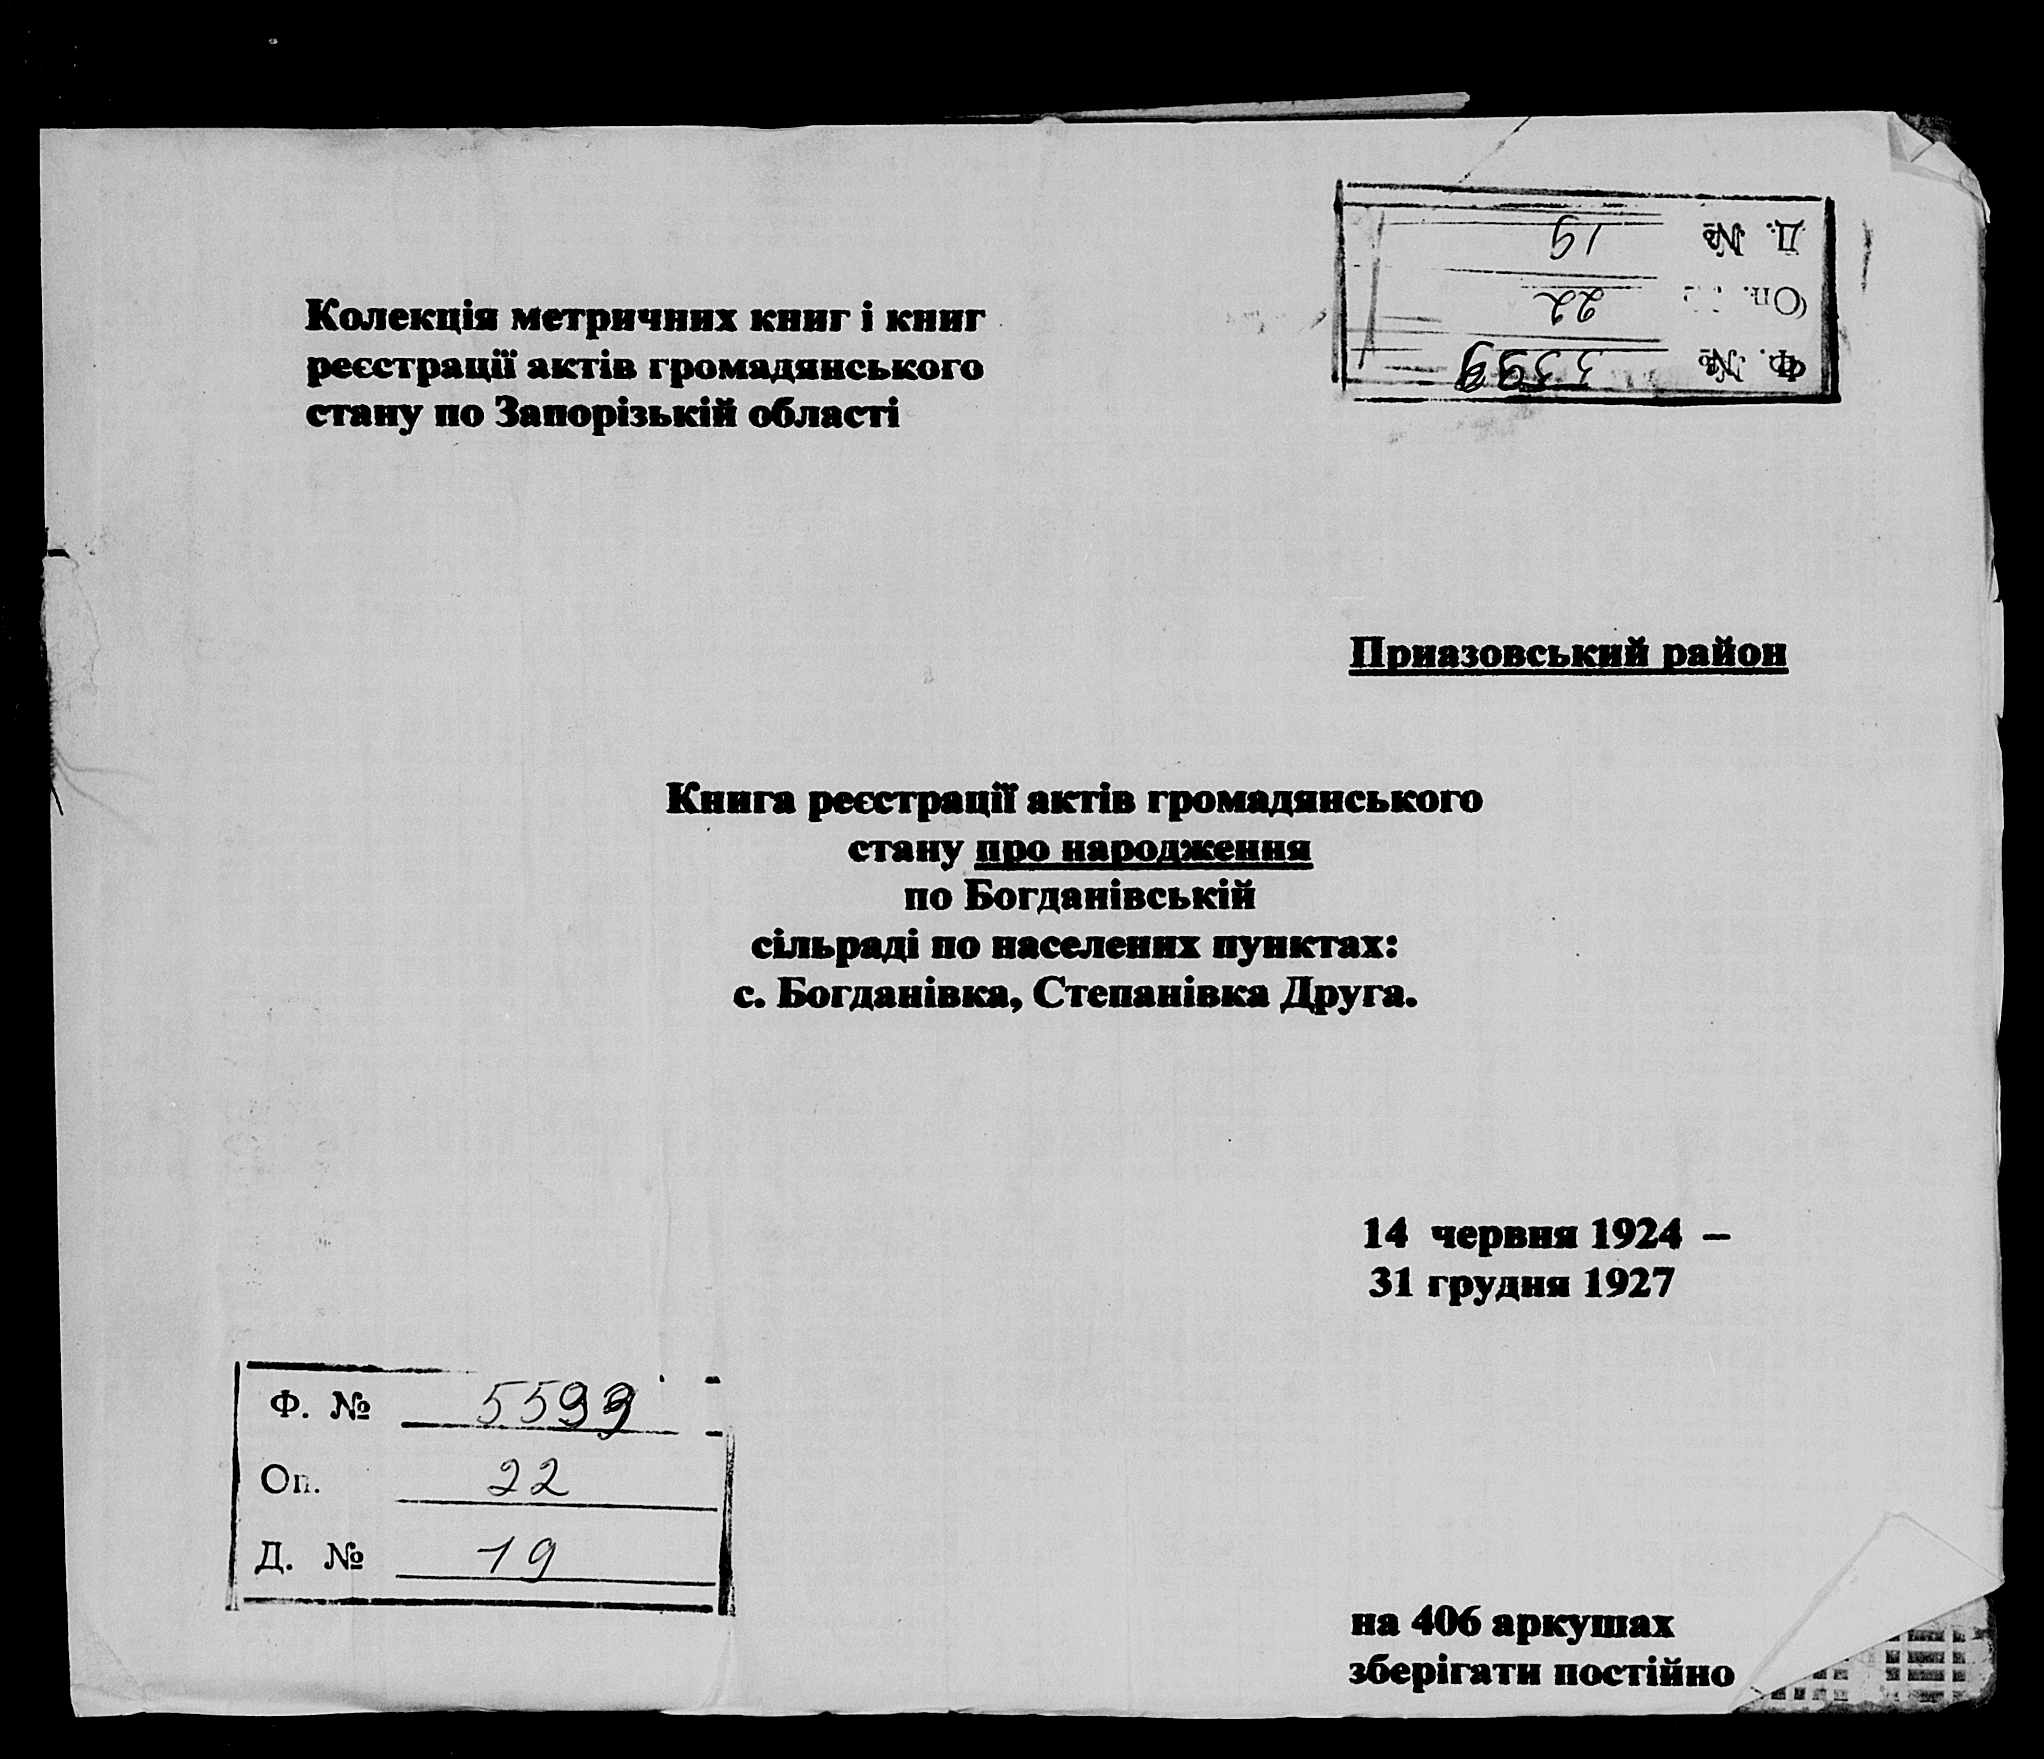 Д. № 19
Оп. 22
Ф. № 5599
Колекція метричних книг і книг
реєстрації актів громадянського
стану по Запорізькій області
Приазовський район
Книга реєстрації актів громадянського
стану про народження
по Богданівській
сільраді по населених пунктах:
с. Богданівка, Степанівка Друга.
14 червня 1924 –
31 грудня 1927
Ф. № 5599
Оп. 22
Д. № 19
на 406 аркушах
зберігати постійно